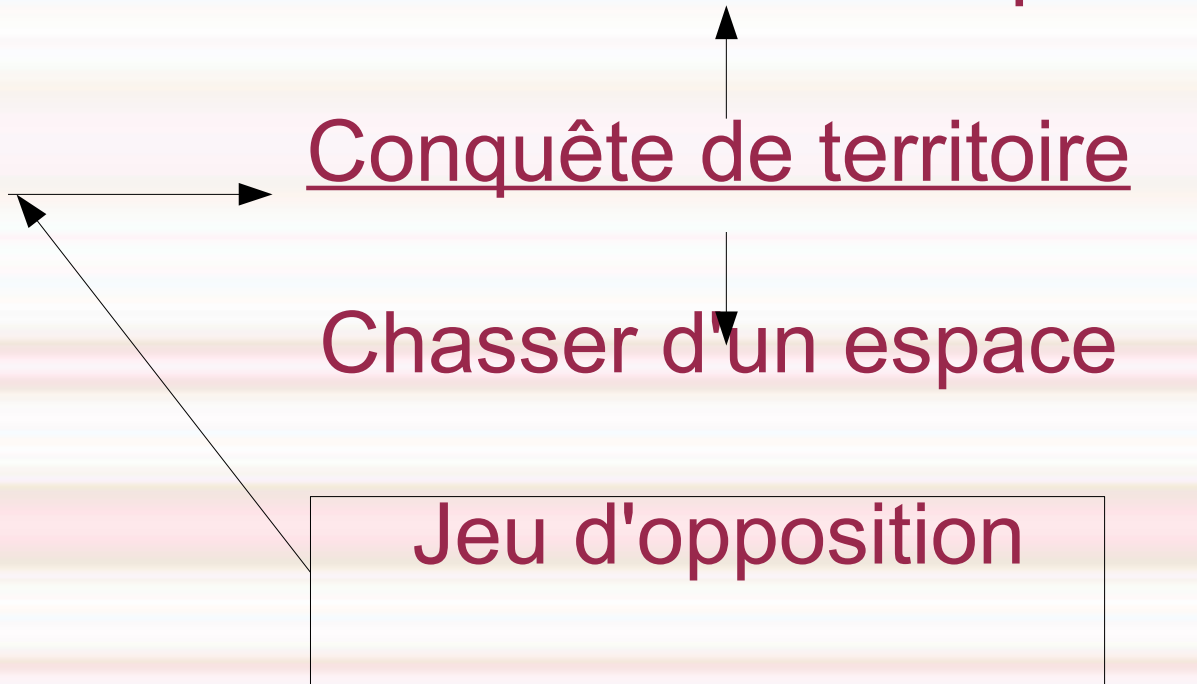 Conquête de territoire
Chasser d'un espace
Jeu d'opposition